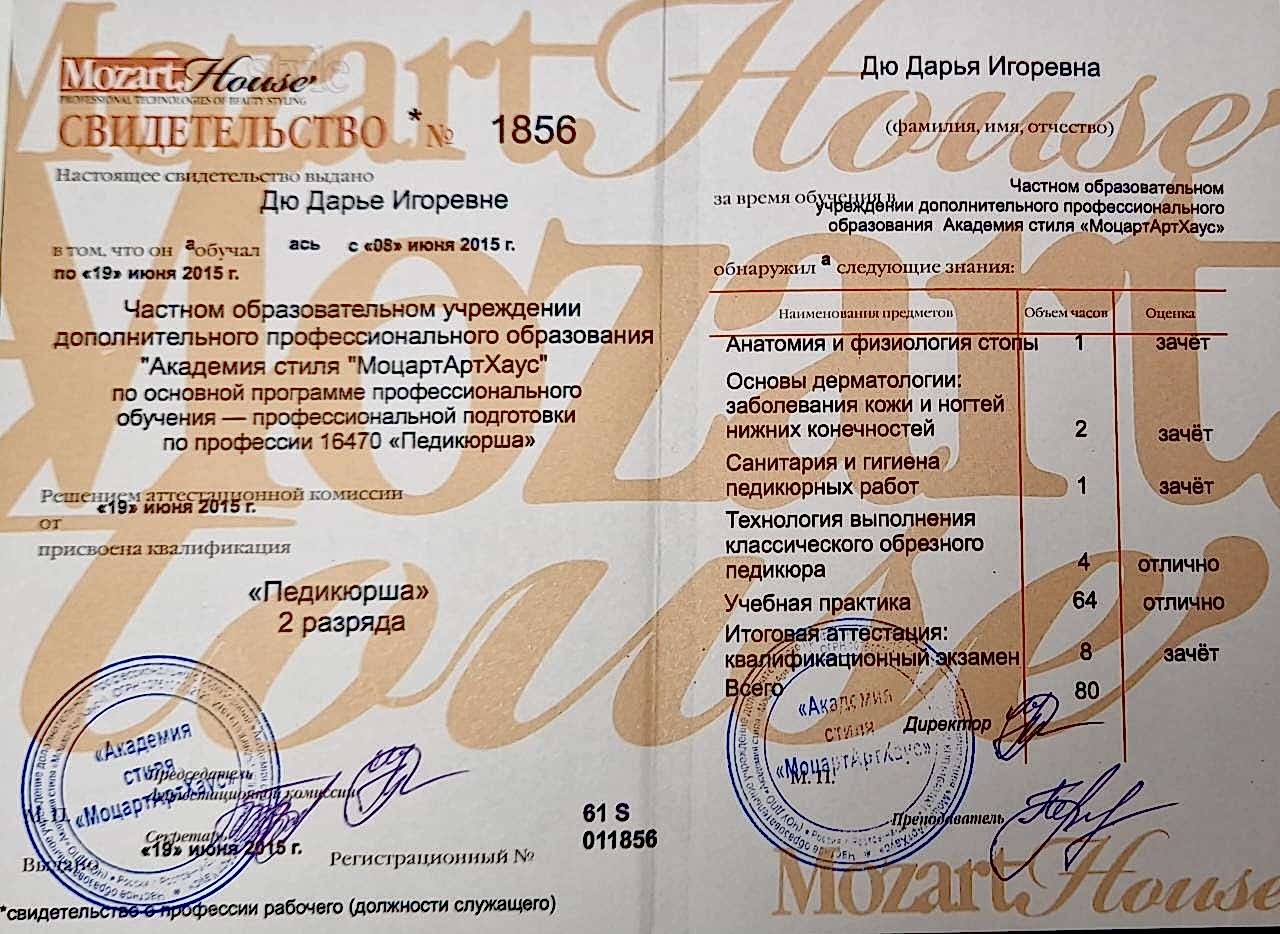 Mozart House
PROFESSIONAL TECHNOLOGIES OF BEAUTY STYLING
СВИДЕТЕЛЬСТВО * № 1856
Настоящее свидетельство выдано
Дю Дарье Игоревне
в том, что он а обучал ась с «08» июня 2015 г.
по «19» июня 2015 г.
Частном образовательном учреждении
дополнительного профессионального образования
"Академия стиля "МоцартАртХаус"
по основной программе профессионального
обучения — профессиональной подготовки
по профессии 16470 «Педикюрша»
Решением аттестационной комиссии
от «19» июня 2015 г.
присвоена квалификация
«Педикюрша»
2 разряда
«Академия
стиля
«МоцартАртХаус»
Председатель
Аттестационной комиссии
М. П.
Секретарь
Выдано «19» июня 2015 г.
Регистрационный №
61 S
011856
*свидетельство о профессии рабочего (должности служащего)
Дю Дарья Игоревна
(фамилия, имя, отчество)
за время обучения в Частном образовательном
учреждении дополнительного профессионального
образования Академия стиля «МоцартАртХаус»
обнаружил а следующие знания:
Наименования предметов Объем часов Оценка
Анатомия и физиология стопы 1 зачёт
Основы дерматологии:
заболевания кожи и ногтей
нижних конечностей 2 зачёт
Санитария и гигиена
педикюрных работ 1 зачёт
Технология выполнения
классического обрезного
педикюра 4 отлично
Учебная практика 64 отлично
Итоговая аттестация:
квалификационный экзамен 8 зачёт
Всего 80
«Академия
стиля
«МоцартАртХаус»
Директор
М. П.
Преподаватель
Mozart House